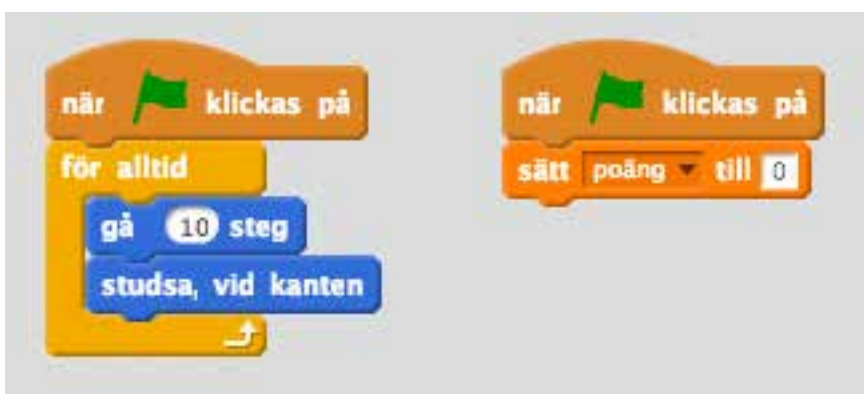 när klickas på
för alltid
gå 10 steg
studsa, vid kanten
när klickas på
sätt poäng till 0